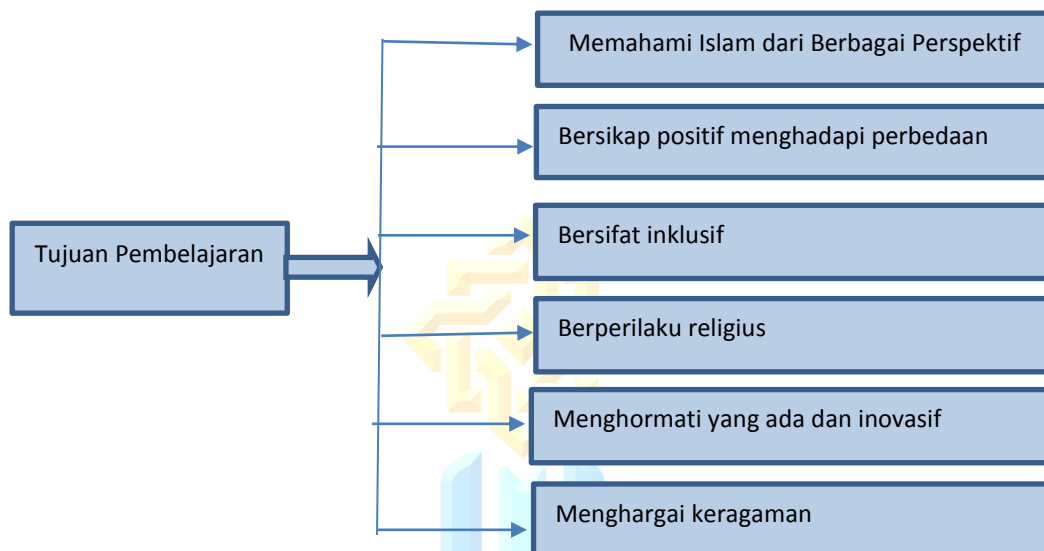 Memahami Islam dari Berbagai Perspektif
Bersikap positif menghadapi perbedaan
Tujuan Pembelajaran
Bersifat inklusif
Berperilaku religius
Menghormati yang ada dan inovasif
Menghargai keragaman